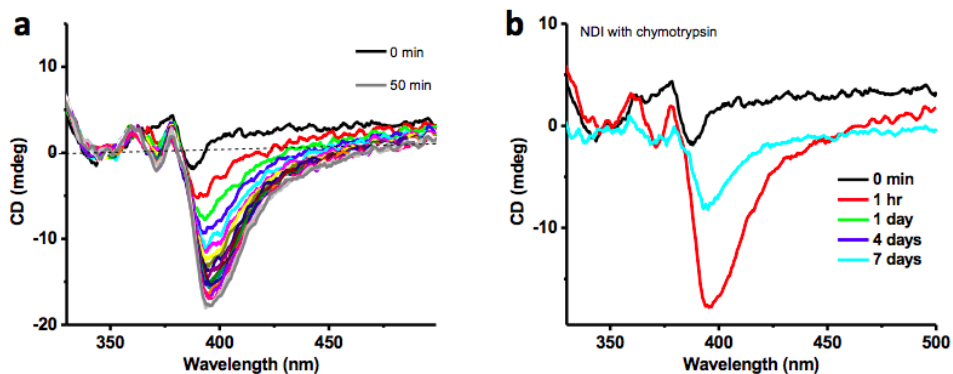 a
CD (mdeg)
10
0
-10
-20
350
400
450
Wavelength (nm)
0 min
50 min
b
NDI with chymotrypsin
CD (mdeg)
10
0
-10
350
400
450
500
Wavelength (nm)
0 min
1 hr
1 day
4 days
7 days